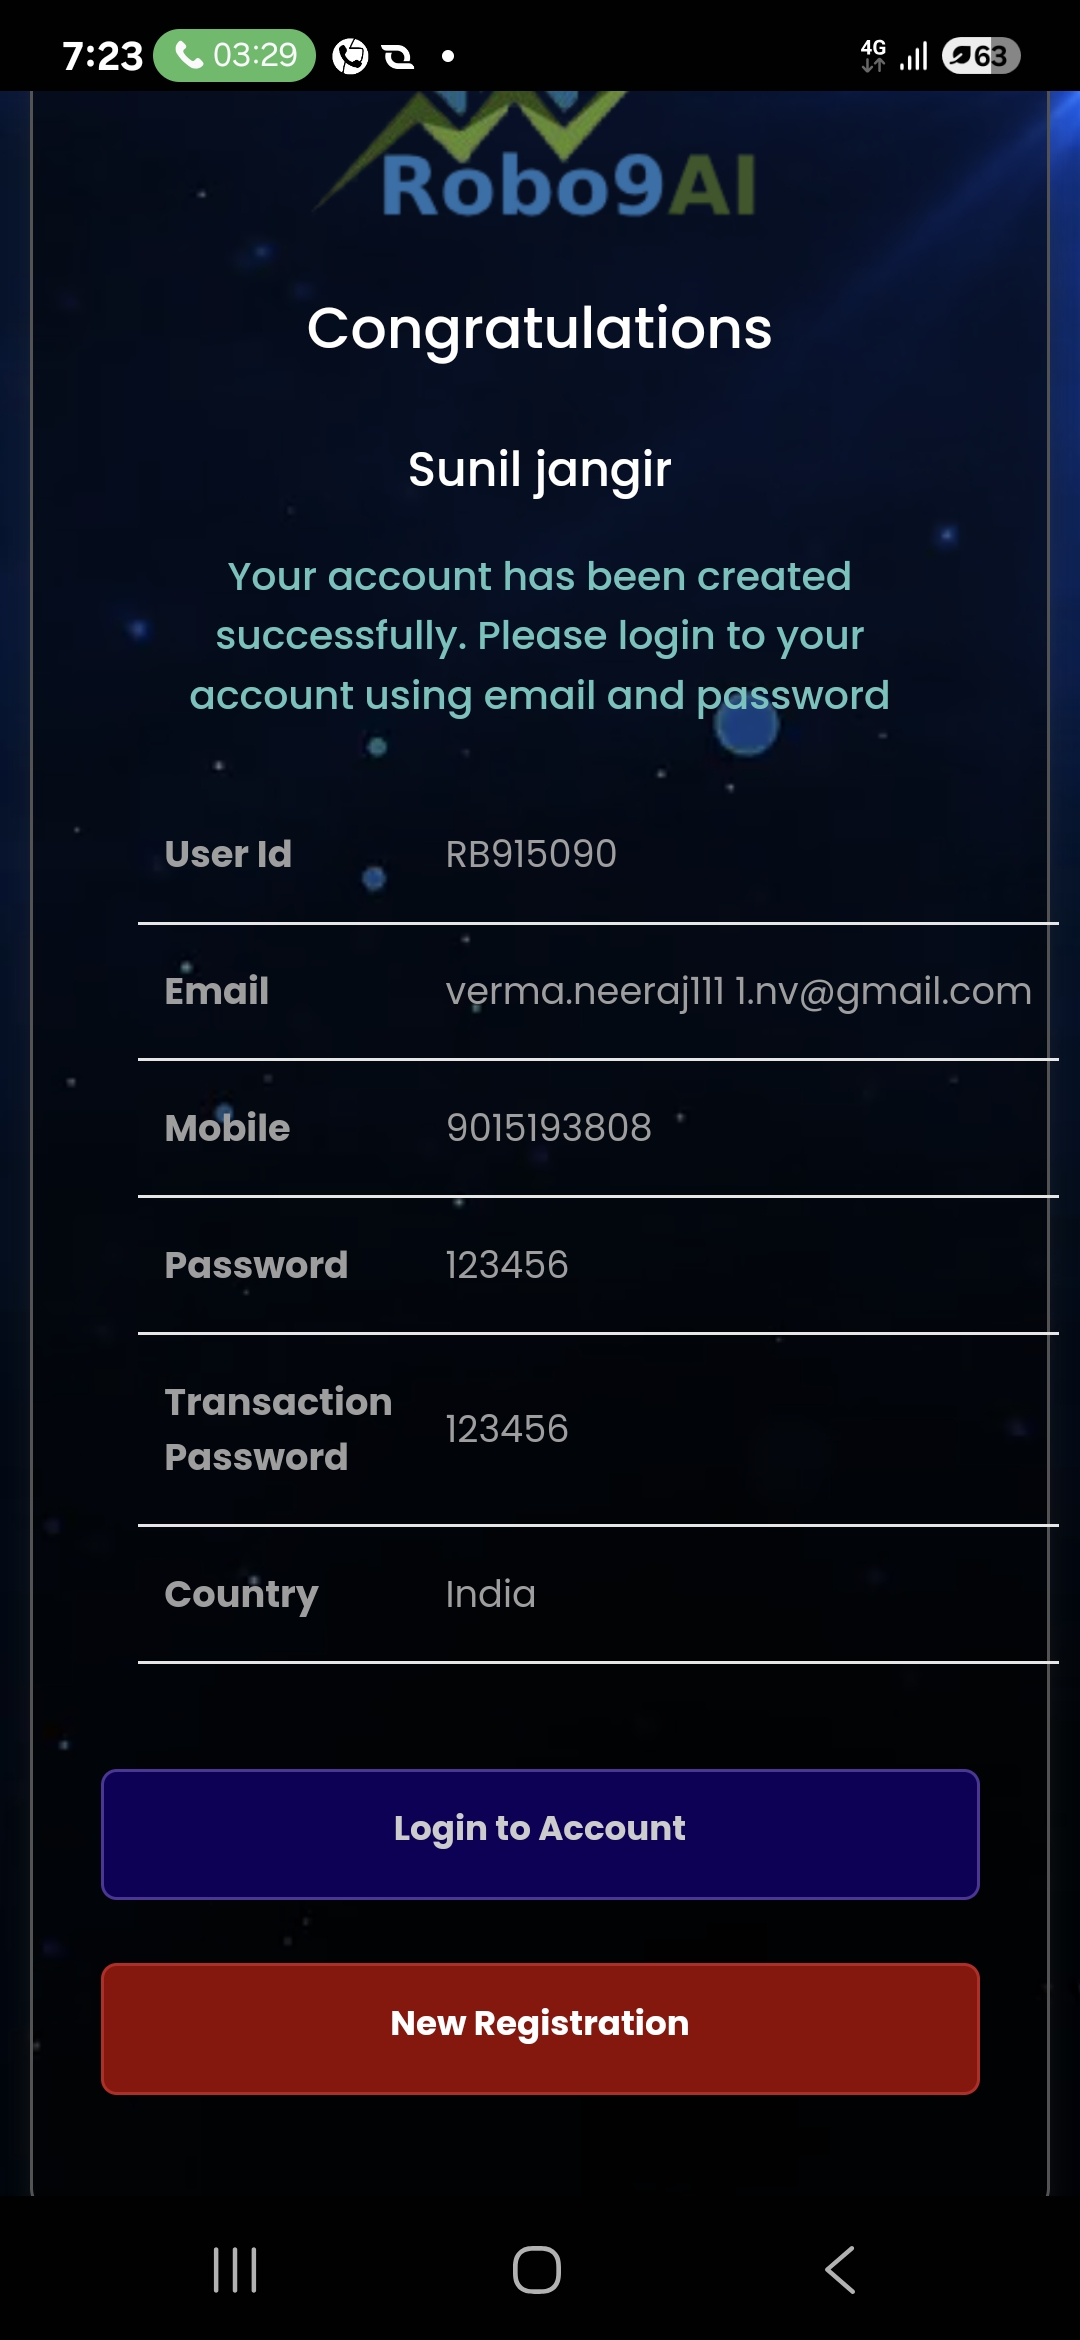 7:23 03:29 4G 63
Robo9AI
Congratulations
Sunil jangir
Your account has been created
successfully. Please login to your
account using email and password
User Id RB915090
Email verma.neeraj111 1.nv@gmail.com
Mobile 9015193808
Password 123456
Transaction
Password 123456
Country India
Login to Account
New Registration